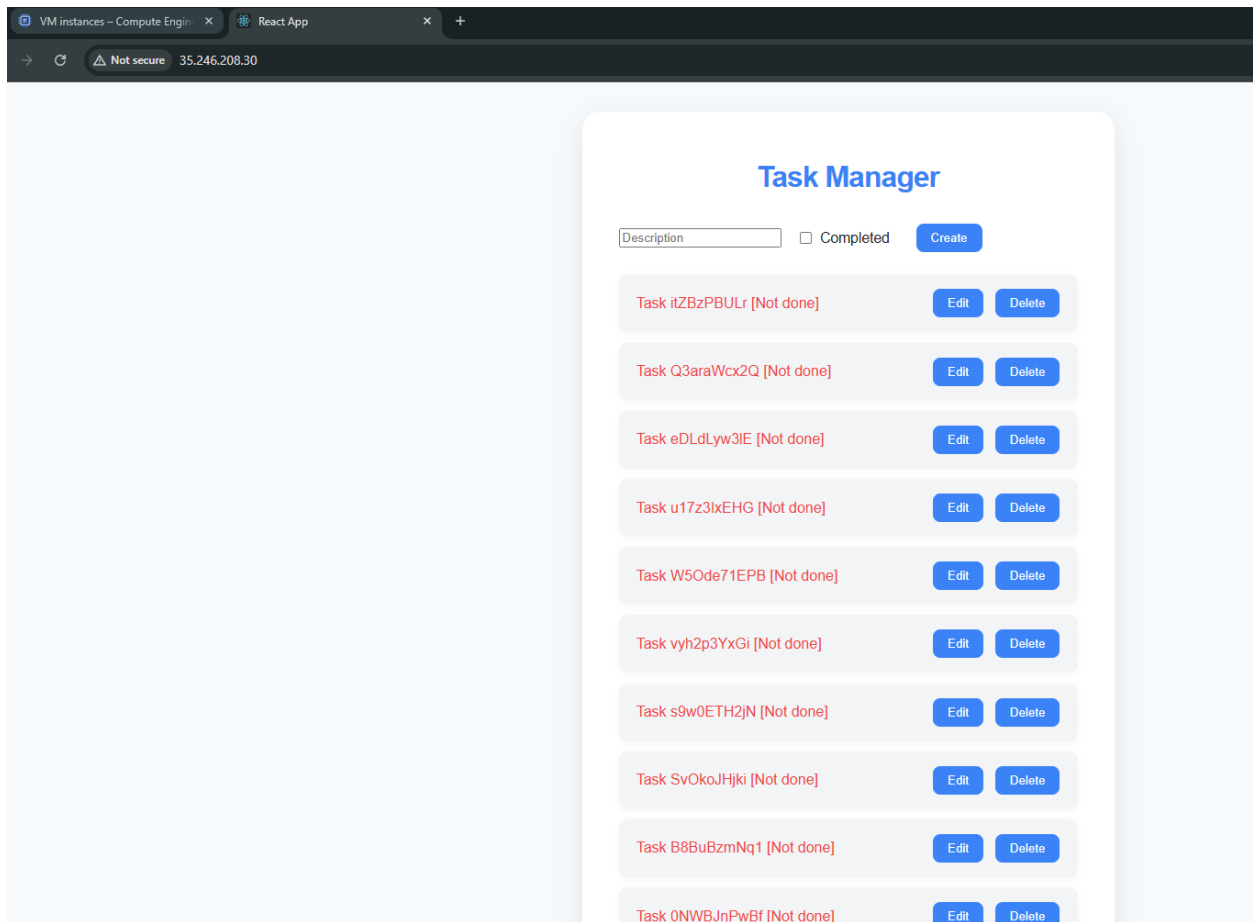 VM instances – Compute Engin
React App
Not secure 35.246.208.30
Task Manager
Description Completed Create
Task itZBzPBULr [Not done] Edit Delete
Task Q3araWcx2Q [Not done] Edit Delete
Task eDLdLyw3lE [Not done] Edit Delete
Task u17z3IxEHG [Not done] Edit Delete
Task W5Ode71EPB [Not done] Edit Delete
Task vyh2p3YxGi [Not done] Edit Delete
Task s9w0ETH2jN [Not done] Edit Delete
Task SvOkoJHjki [Not done] Edit Delete
Task B8BuBzmNq1 [Not done] Edit Delete
Task 0NWBJnPwBf [Not done] Edit Delete